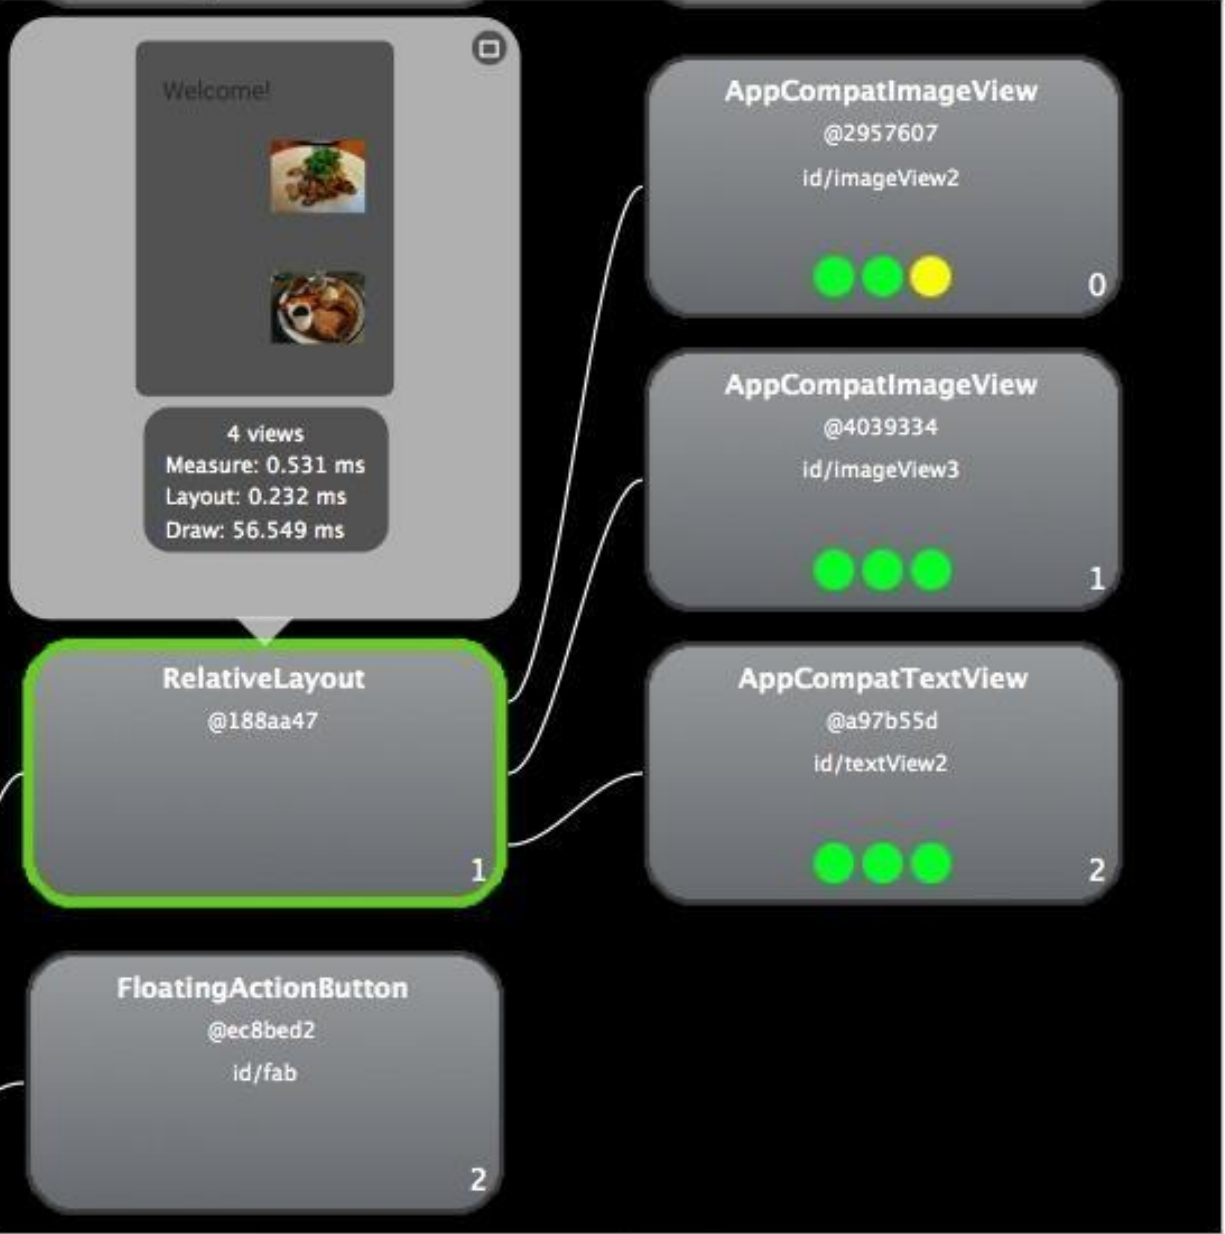 Welcome!
4 views
Measure: 0.531 ms
Layout: 0.232 ms
Draw: 56.549 ms
RelativeLayout
@188aa47
1
FloatingActionButton
@ec8bed2
id/fab
2
AppCompatImageView
@2957607
id/imageView2
0
AppCompatImageView
@4039334
id/imageView3
1
AppCompatTextView
@a97b55d
id/textView2
2